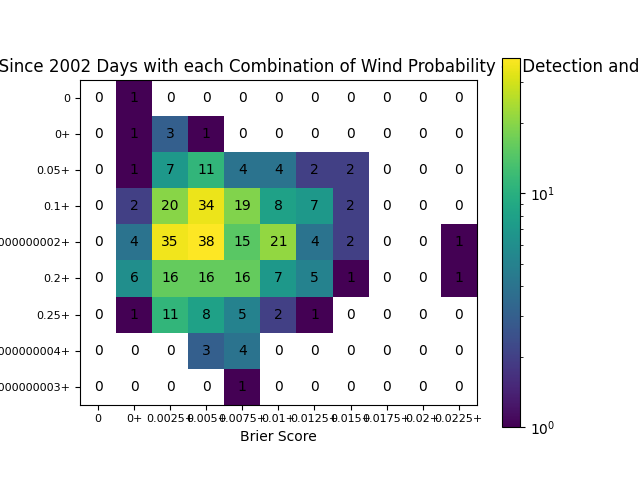 Since 2002 Days with each Combination of Wind Probability Detection and
0 0 1 0 0 0 0 0 0 0 0 0
0+ 0 1 3 1 0 0 0 0 0 0 0
0.05+ 0 1 7 11 4 4 2 2 0 0 0
0.1+ 0 2 20 34 19 8 7 2 0 0 0
000000002+ 0 4 35 38 15 21 4 2 0 0 1
0.2+ 0 6 16 16 16 7 5 1 0 0 1
0.25+ 0 1 11 8 5 2 1 0 0 0 0
000000004+ 0 0 0 3 4 0 0 0 0 0 0
000000003+ 0 0 0 0 1 0 0 0 0 0 0
0 0+ 0.0025+ 0.005+ 0.0075+ 0.01+ 0.0125+ 0.015+ 0.0175+ 0.02+ 0.0225+
Brier Score
10¹
10⁰